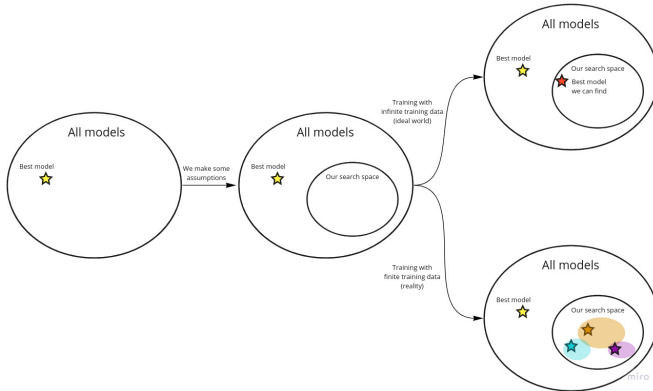 All models
Best model
We make some
assumptions
All models
Best model
Our search space
Training with
infinite training data
(ideal world)
All models
Best model
Our search space
Best model
we can find
Training with
finite training data
(reality)
All models
Best model
Our search space
miro